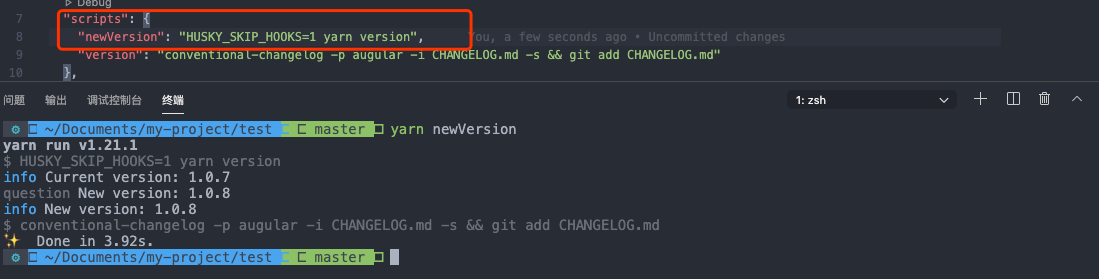 ▷ Debug
7 "scripts": {
8 "newVersion": "HUSKY_SKIP_HOOKS=1 yarn version", You, a few seconds ago • Uncommitted changes
9 "version": "conventional-changelog -p augular -i CHANGELOG.md -s && git add CHANGELOG.md"
10 },
问题 输出 调试控制台 终端 1: zsh
~/Documents/my-project/test master yarn newVersion
yarn run v1.21.1
$ HUSKY_SKIP_HOOKS=1 yarn version
info Current version: 1.0.7
question New version: 1.0.8
info New version: 1.0.8
$ conventional-changelog -p augular -i CHANGELOG.md -s && git add CHANGELOG.md
✨ Done in 3.92s.
~/Documents/my-project/test master